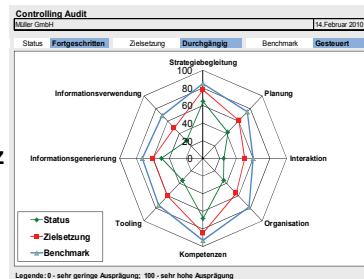 Controlling Audit
Müller GmbH 14.Februar 2010
Status Fortgeschritten Zielsetzung Durchgängig Benchmark Gesteuert
Strategiebegleitung
100
Informationsverwendung 80 Planung
60
40
20
Informationsgenerierung 0 Interaktion
Tooling Organisation
Kompetenzen
Status
Zielsetzung
Benchmark
Legende: 0 - sehr geringe Ausprägung; 100 - sehr hohe Ausprägung